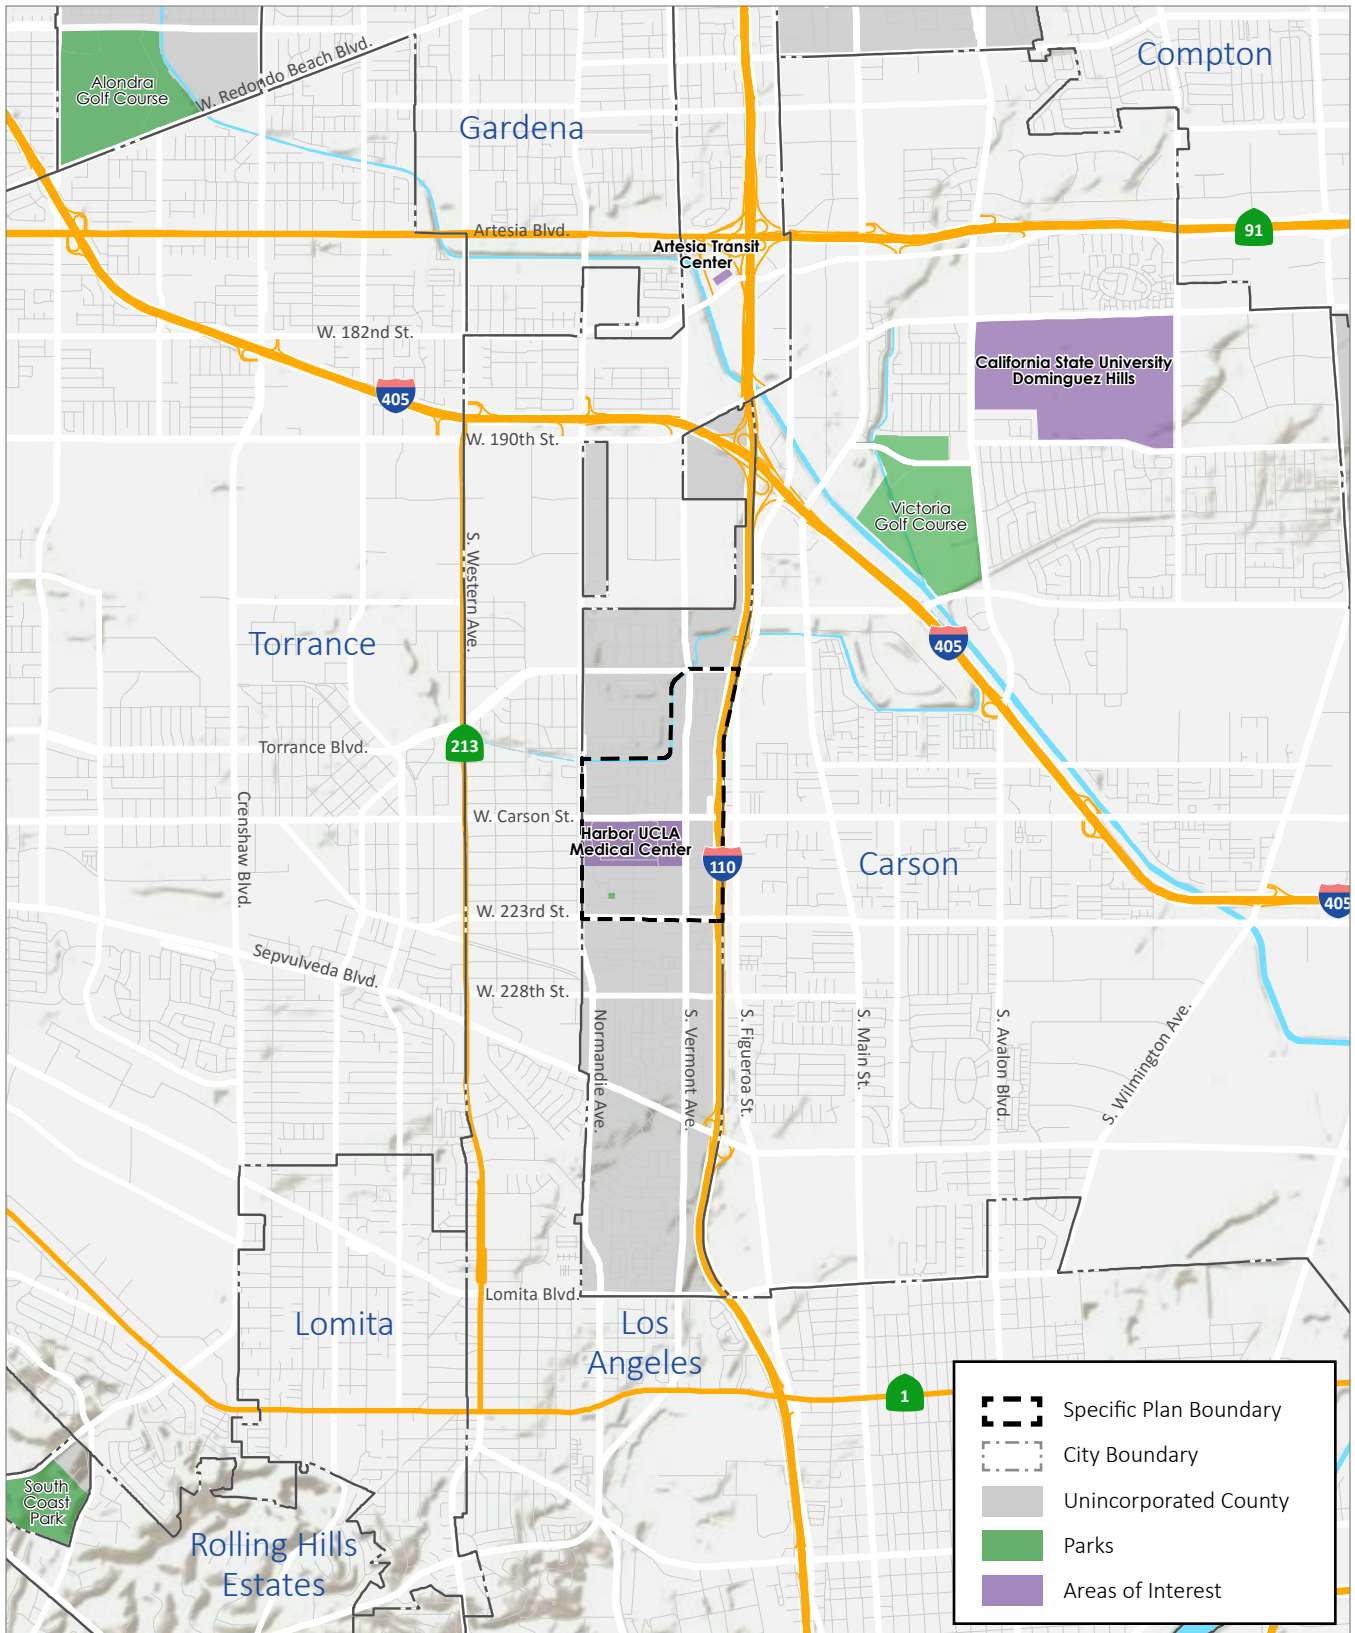 Compton
Alondra
Golf Course
W. Redondo Beach Blvd.
Gardena
Artesia Blvd.
91
Artesia Transit
Center
W. 182nd St.
California State University
Dominguez Hills
405
W. 190th St.
Victoria
Golf Course
S. Western Ave.
Torrance
405
213
Torrance Blvd.
Crenshaw Blvd.
W. Carson St.
Harbor UCLA
Medical Center
110
Carson
405
W. 223rd St.
Sepvulveda Blvd.
W. 228th St.
Normandie Ave.
S. Vermont Ave.
S. Figueroa St.
S. Main St.
S. Avalon Blvd.
S. Wilmington Ave.
Lomita Blvd.
Lomita
Los
Angeles
1
South
Coast
Park
Rolling Hills
Estates
Specific Plan Boundary
City Boundary
Unincorporated County
Parks
Areas of Interest